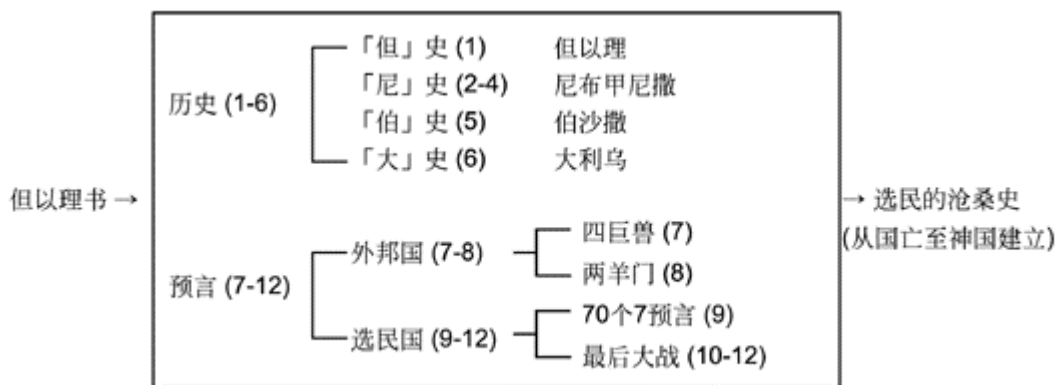 「但」史 (1) 但以理
「尼」史 (2-4) 尼布甲尼撒
历史 (1-6)
「伯」史 (5) 伯沙撒
「大」史 (6) 大利乌
但以理书 →
→ 选民的沧桑史
(从国亡至神国建立)
四巨兽 (7)
外邦国 (7-8)
两羊门 (8)
预言 (7-12)
70个7预言 (9)
选民国 (9-12)
最后大战 (10-12)